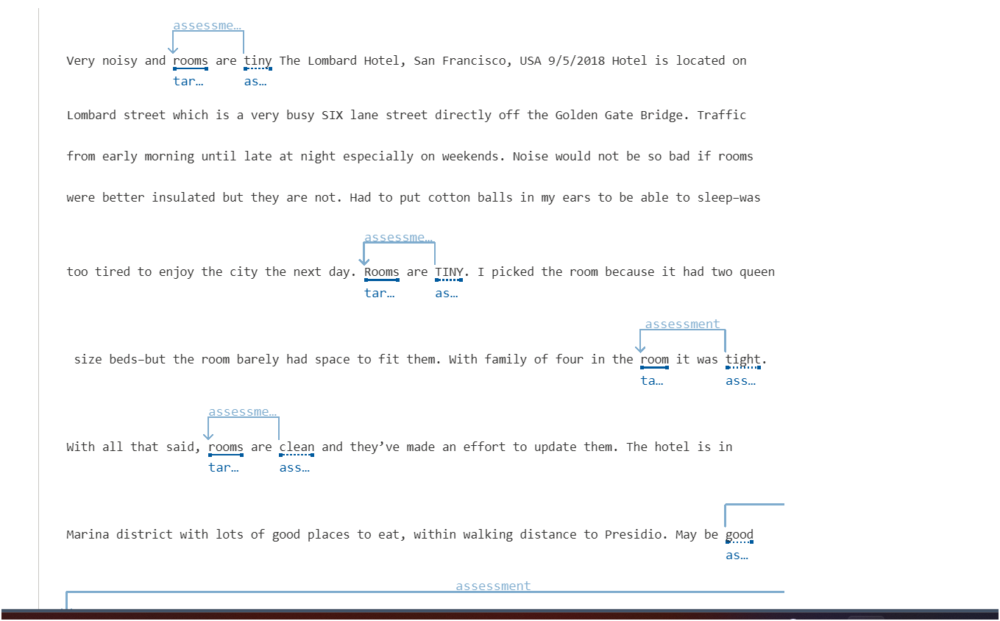 assessme…
Very noisy and rooms are tiny The Lombard Hotel, San Francisco, USA 9/5/2018 Hotel is located on
tar… as…
Lombard street which is a very busy SIX lane street directly off the Golden Gate Bridge. Traffic
from early morning until late at night especially on weekends. Noise would not be so bad if rooms
were better insulated but they are not. Had to put cotton balls in my ears to be able to sleep–was
assessme…
too tired to enjoy the city the next day. Rooms are TINY. I picked the room because it had two queen
tar… as…
assessment
size beds–but the room barely had space to fit them. With family of four in the room it was tight.
ta… ass…
assessme…
With all that said, rooms are clean and they’ve made an effort to update them. The hotel is in
tar… ass…
Marina district with lots of good places to eat, within walking distance to Presidio. May be good
as…
assessment